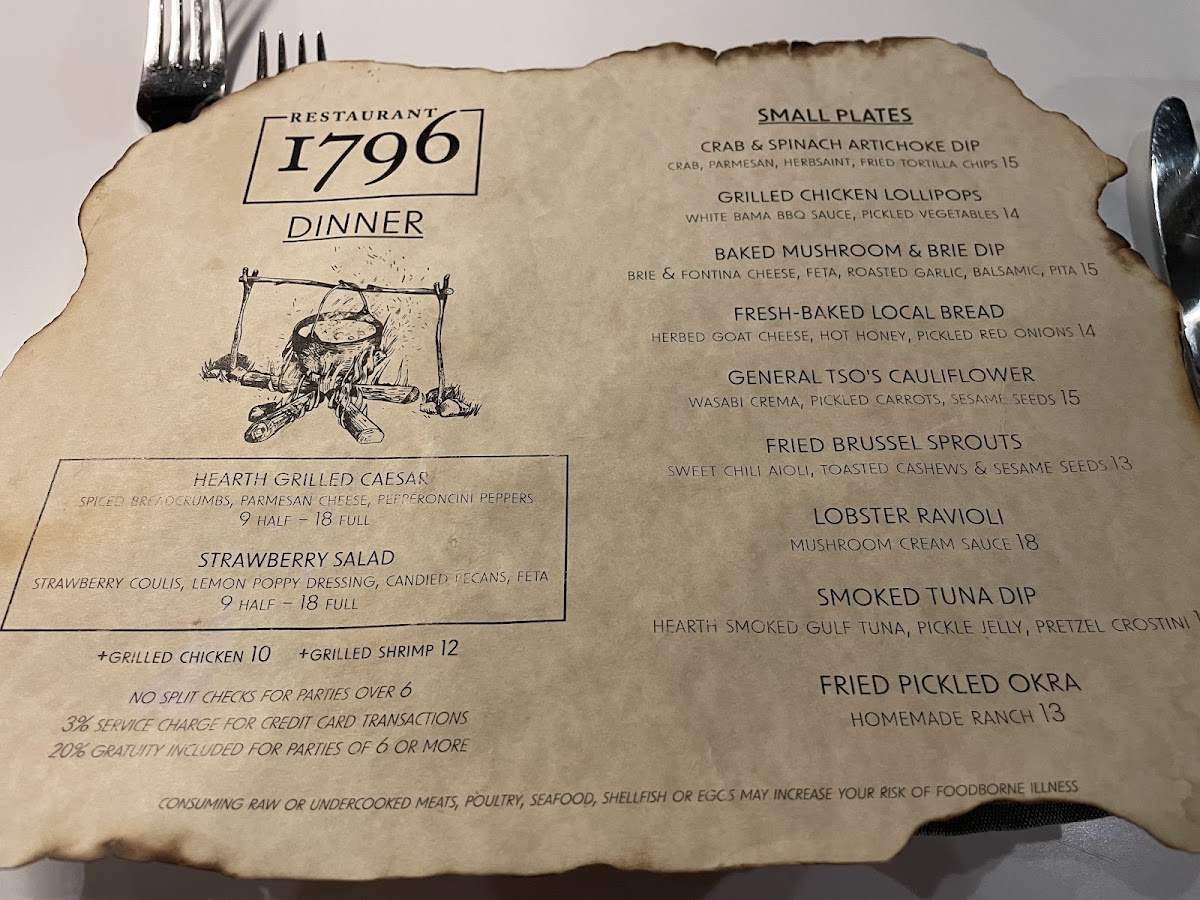 RESTAURANT
1796
DINNER
HEARTH GRILLED CAESAR
SPICED BREADCRUMBS, PARMESAN CHEESE, PEPPERONCINI PEPPERS
9 HALF – 18 FULL
STRAWBERRY SALAD
STRAWBERRY COULIS, LEMON POPPY DRESSING, CANDIED PECANS, FETA
9 HALF – 18 FULL
+GRILLED CHICKEN 10 +GRILLED SHRIMP 12
NO SPLIT CHECKS FOR PARTIES OVER 6
3% SERVICE CHARGE FOR CREDIT CARD TRANSACTIONS
20% GRATUITY INCLUDED FOR PARTIES OF 6 OR MORE
SMALL PLATES
CRAB & SPINACH ARTICHOKE DIP
CRAB, PARMESAN, HERBSAINT, FRIED TORTILLA CHIPS 15
GRILLED CHICKEN LOLLIPOPS
WHITE BAMA BBQ SAUCE, PICKLED VEGETABLES 14
BAKED MUSHROOM & BRIE DIP
BRIE & FONTINA CHEESE, FETA, ROASTED GARLIC, BALSAMIC, PITA 15
FRESH-BAKED LOCAL BREAD
HERBED GOAT CHEESE, HOT HONEY, PICKLED RED ONIONS 14
GENERAL TSO'S CAULIFLOWER
WASABI CREMA, PICKLED CARROTS, SESAME SEEDS 15
FRIED BRUSSEL SPROUTS
SWEET CHILI AIOLI, TOASTED CASHEWS & SESAME SEEDS 13
LOBSTER RAVIOLI
MUSHROOM CREAM SAUCE 18
SMOKED TUNA DIP
HEARTH SMOKED GULF TUNA, PICKLE JELLY, PRETZEL CROSTINI
FRIED PICKLED OKRA
HOMEMADE RANCH 13
CONSUMING RAW OR UNDERCOOKED MEATS, POULTRY, SEAFOOD, SHELLFISH OR EGGS MAY INCREASE YOUR RISK OF FOODBORNE ILLNESS